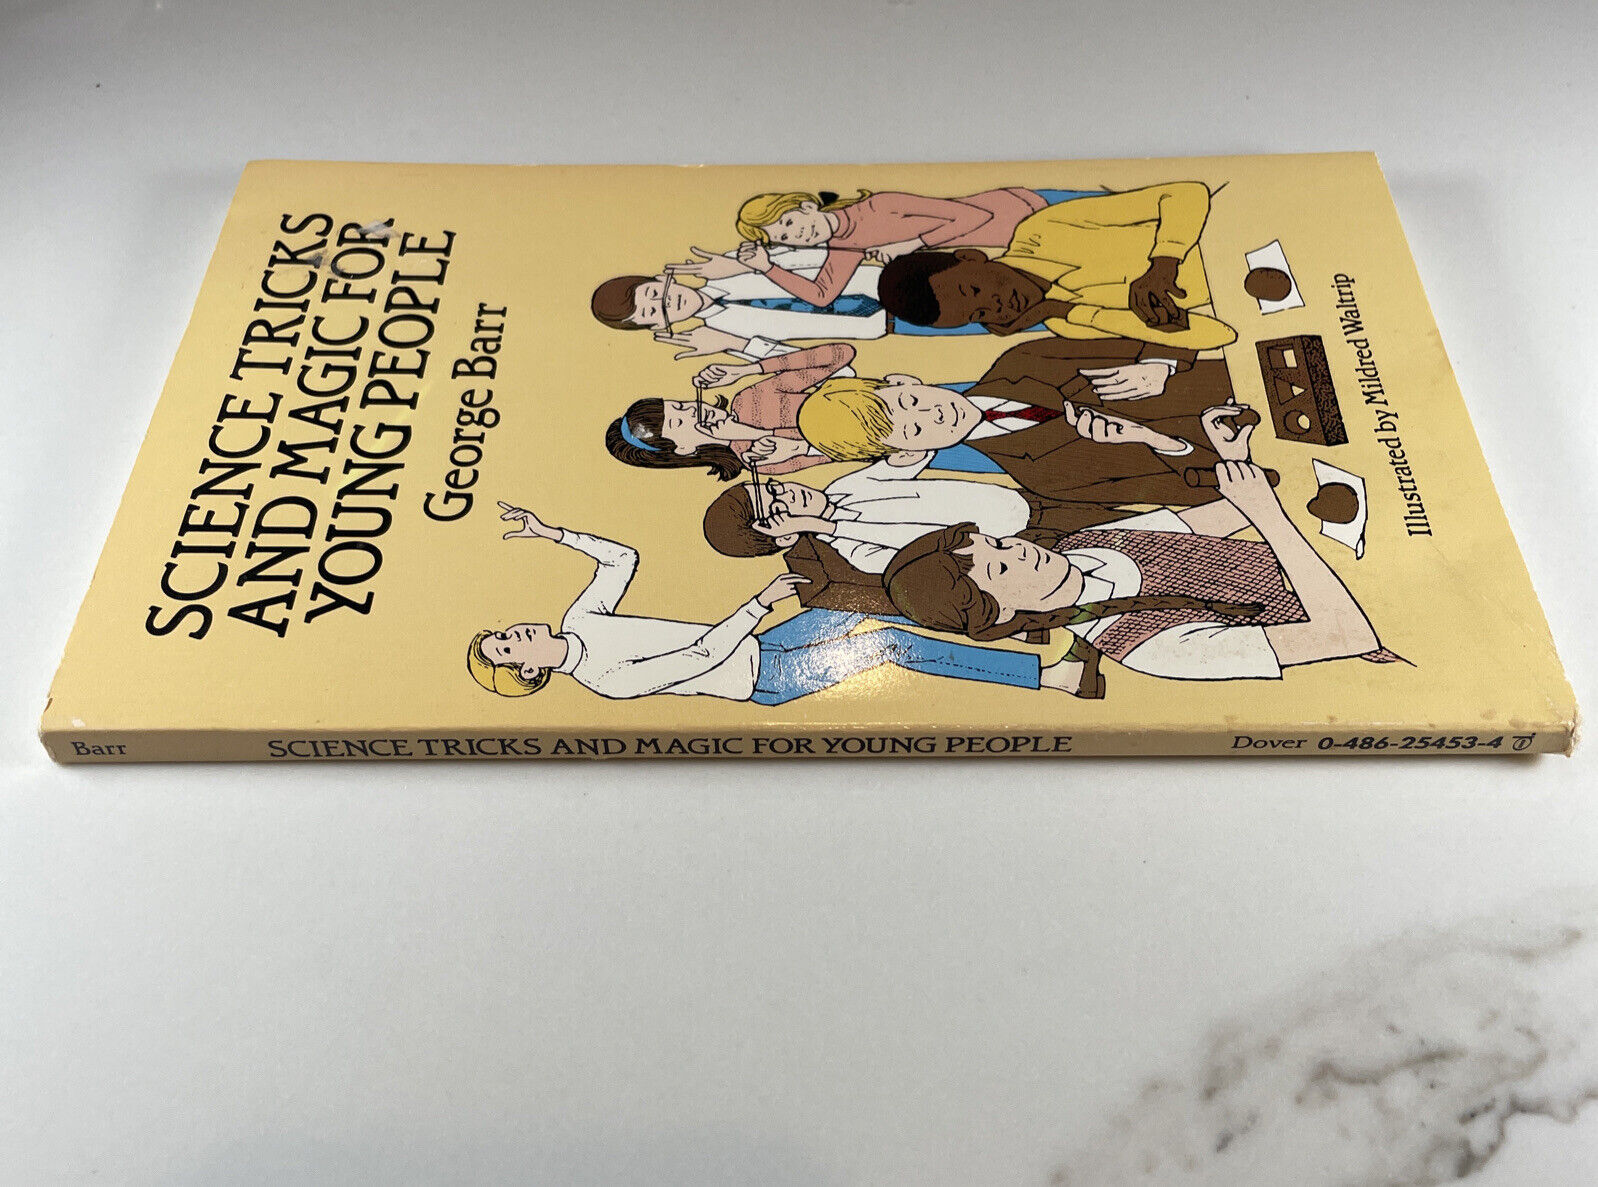 SCIENCE TRICKS
AND MAGIC FOR
YOUNG PEOPLE
George Barr
Illustrated by Mildred Waltrip
Barr SCIENCE TRICKS AND MAGIC FOR YOUNG PEOPLE Dover 0-486-25453-4